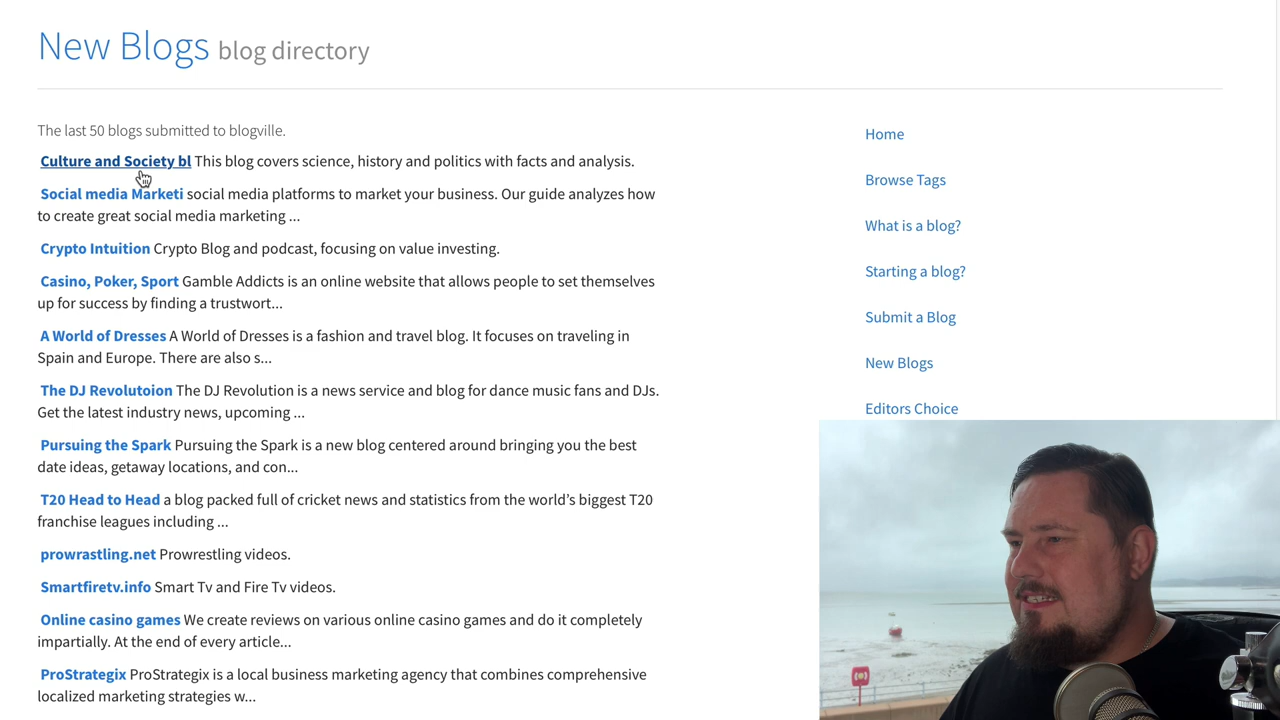 New Blogs blog directory
The last 50 blogs submitted to blogville.
Culture and Society bl This blog covers science, history and politics with facts and analysis.
Social media Marketi social media platforms to market your business. Our guide analyzes how
to create great social media marketing ...
Crypto Intuition Crypto Blog and podcast, focusing on value investing.
Casino, Poker, Sport Gamble Addicts is an online website that allows people to set themselves
up for success by finding a trustwort...
A World of Dresses A World of Dresses is a fashion and travel blog. It focuses on traveling in
Spain and Europe. There are also s...
The DJ Revolutoion The DJ Revolution is a news service and blog for dance music fans and DJs.
Get the latest industry news, upcoming ...
Pursuing the Spark Pursuing the Spark is a new blog centered around bringing you the best
date ideas, getaway locations, and con...
T20 Head to Head a blog packed full of cricket news and statistics from the world’s biggest T20
franchise leagues including ...
prowrastling.net Prowrestling videos.
Smartfiretv.info Smart Tv and Fire Tv videos.
Online casino games We create reviews on various online casino games and do it completely
impartially. At the end of every article...
ProStrategix ProStrategix is a local business marketing agency that combines comprehensive
localized marketing strategies w...
Home
Browse Tags
What is a blog?
Starting a blog?
Submit a Blog
New Blogs
Editors Choice